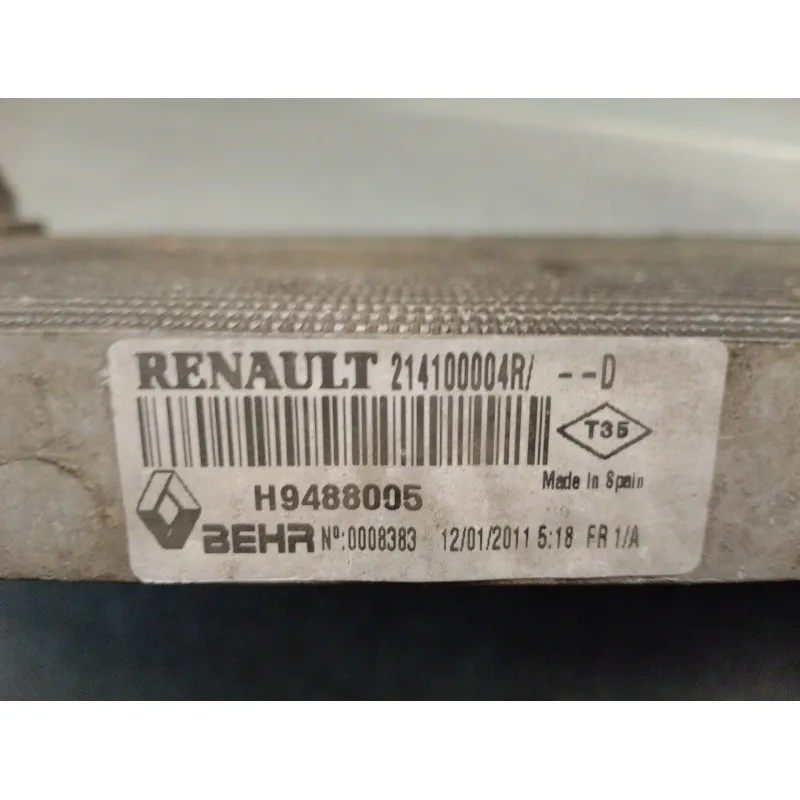 RENAULT 214100004R/ --D
T35
Made in Spain
H9488005
BEHR Nº:0008383 12/01/2011 5:18 FR 1/A